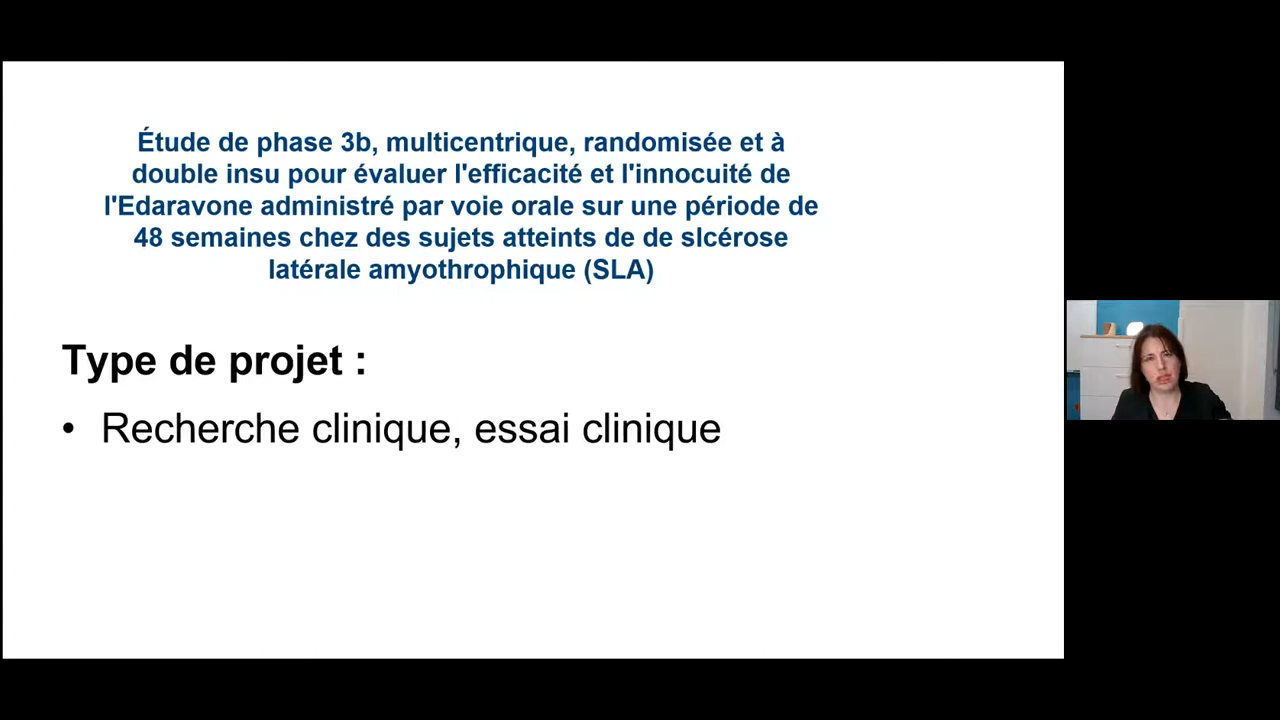 Étude de phase 3b, multicentrique, randomisée et à
double insu pour évaluer l'efficacité et l'innocuité de
l'Edaravone administré par voie orale sur une période de
48 semaines chez des sujets atteints de de slcérose
latérale amyothrophique (SLA)
Type de projet :
• Recherche clinique, essai clinique